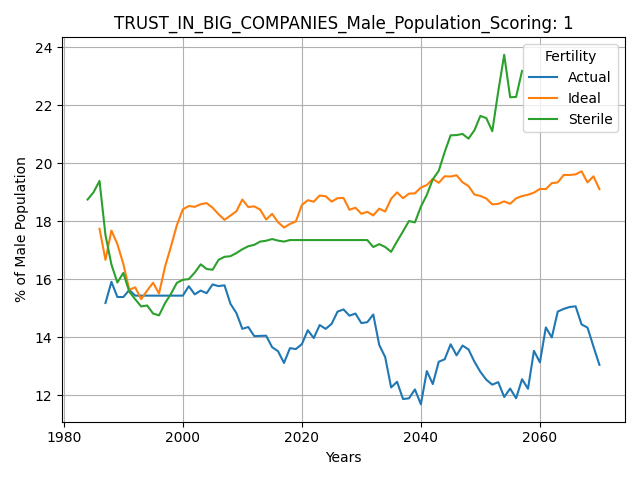 TRUST_IN_BIG_COMPANIES_Male_Population_Scoring: 1
Fertility
Actual
Ideal
Sterile
% of Male Population
24
22
20
18
16
14
12
1980
2000
2020
2040
2060
Years